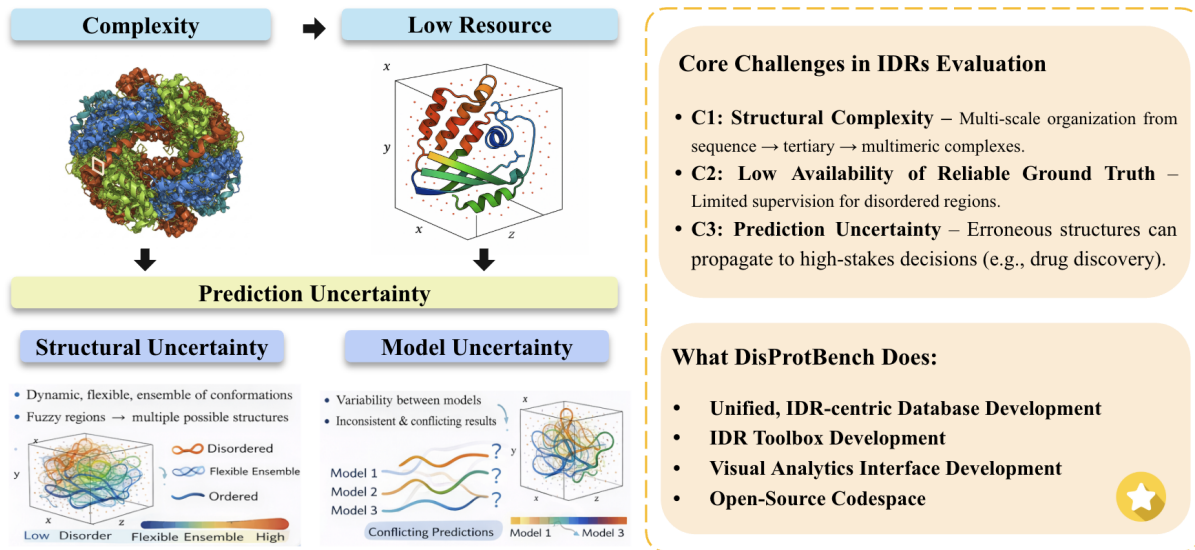 Complexity
Low Resource
x
y
x
z
Prediction Uncertainty
Structural Uncertainty
Model Uncertainty
• Dynamic, flexible, ensemble of conformations
• Fuzzy regions → multiple possible structures
x
y
x
z
Disordered
Flexible Ensemble
Ordered
Low Disorder
Flexible Ensemble High
• Variability between models
• Inconsistent & conflicting results
Model 1
?
Model 2
?
Model 3
?
Conflicting Predictions
x
y
x
z
Model 1
Model 3
Core Challenges in IDRs Evaluation
• C1: Structural Complexity – Multi-scale organization from
sequence → tertiary → multimeric complexes.
• C2: Low Availability of Reliable Ground Truth –
Limited supervision for disordered regions.
• C3: Prediction Uncertainty – Erroneous structures can
propagate to high-stakes decisions (e.g., drug discovery).
What DisProtBench Does:
• Unified, IDR-centric Database Development
• IDR Toolbox Development
• Visual Analytics Interface Development
• Open-Source Codespace